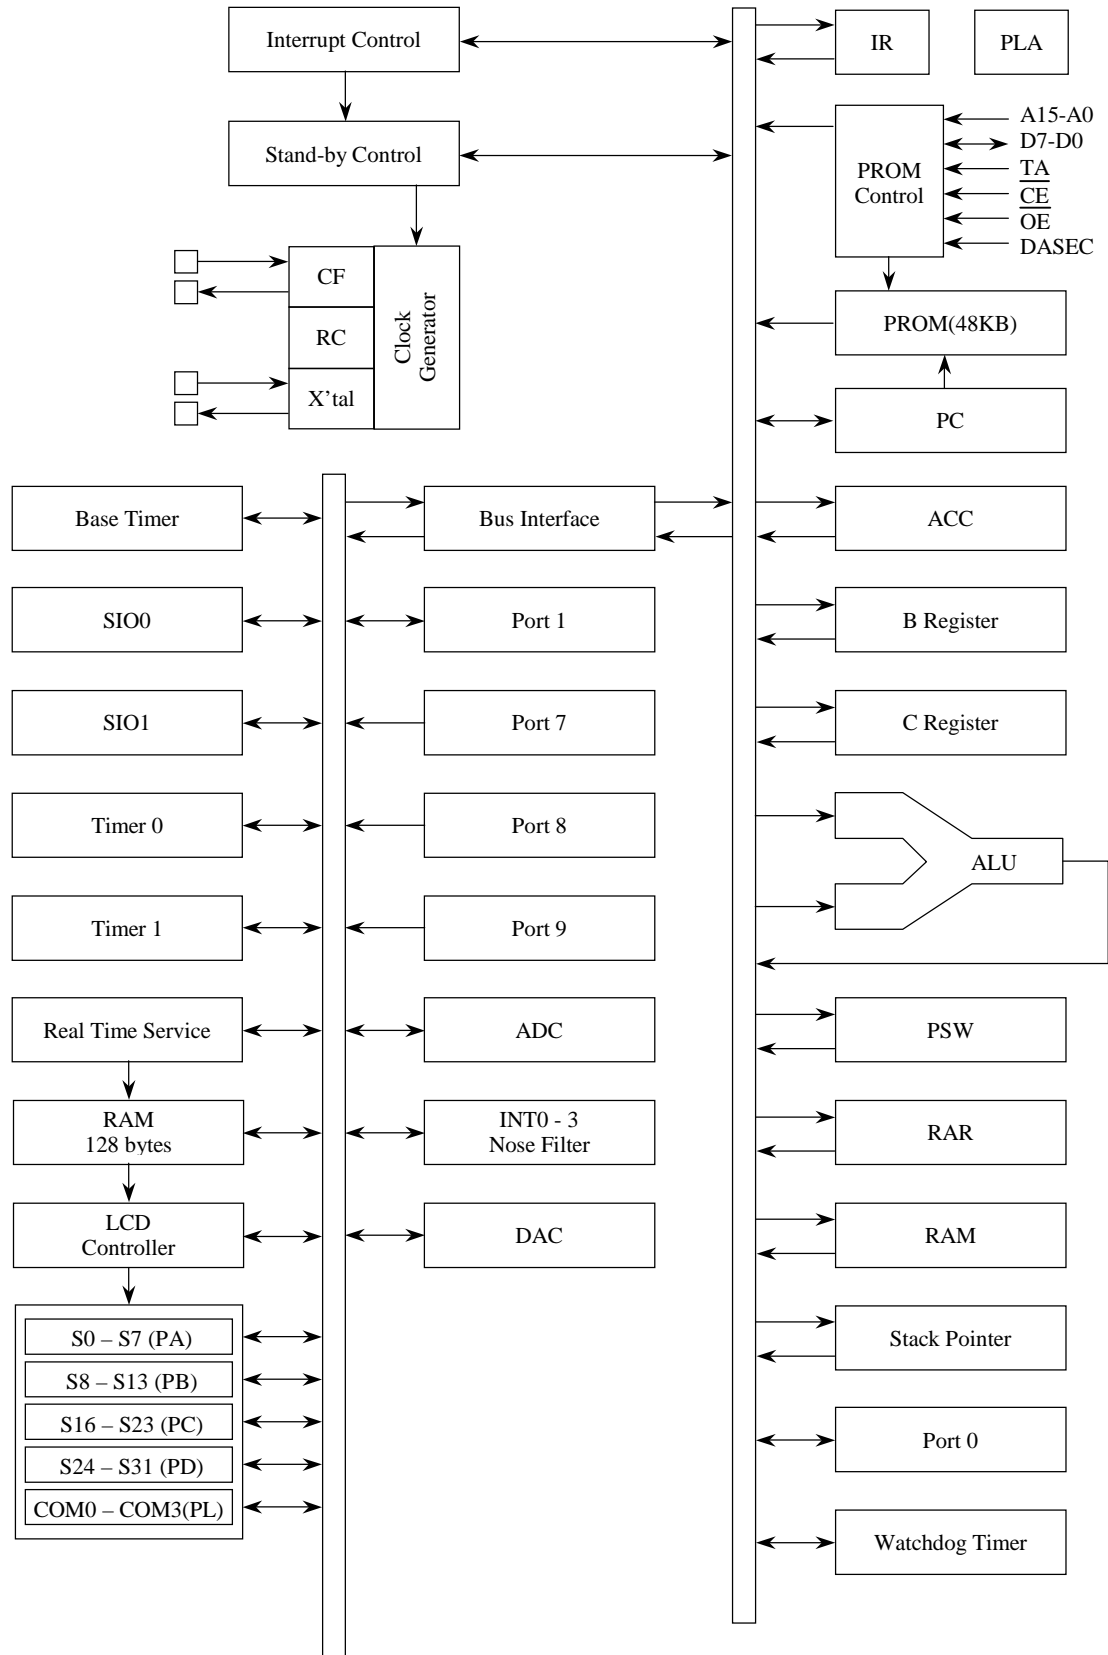 Interrupt Control
IR
PLA
Stand-by Control
PROM
Control
A15-A0
D7-D0
TA
CE
OE
DASEC
CF
RC
X’tal
Clock
Generator
PROM(48KB)
PC
Base Timer
Bus Interface
ACC
SIO0
Port 1
B Register
SIO1
Port 7
C Register
Timer 0
Port 8
ALU
Timer 1
Port 9
Real Time Service
ADC
PSW
RAM
128 bytes
INT0 - 3
Nose Filter
RAR
LCD
Controller
DAC
RAM
S0 – S7 (PA)
S8 – S13 (PB)
S16 – S23 (PC)
S24 – S31 (PD)
COM0 – COM3(PL)
Stack Pointer
Port 0
Watchdog Timer